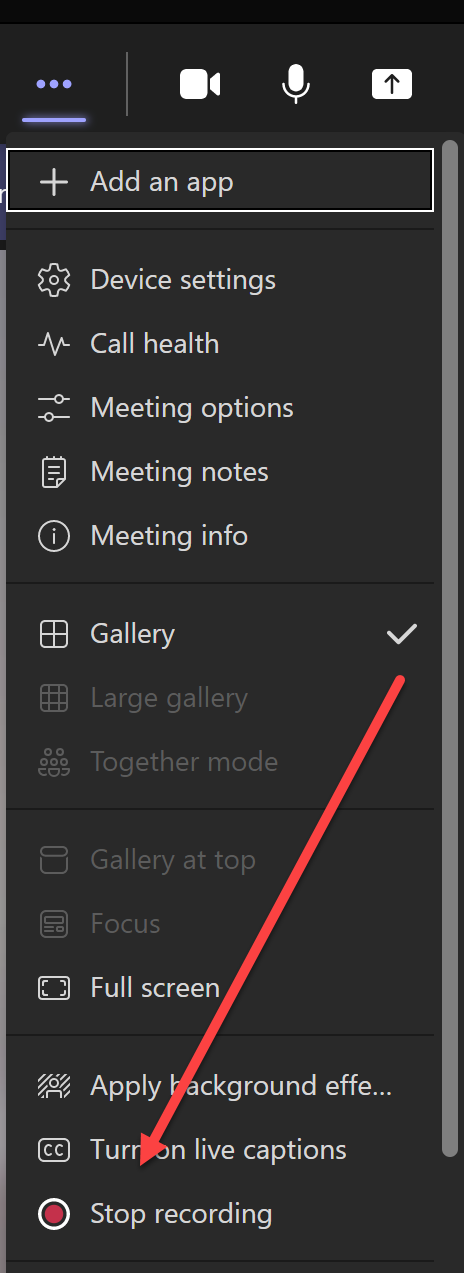 Add an app
Device settings
Call health
Meeting options
Meeting notes
Meeting info
Gallery
Large gallery
Together mode
Gallery at top
Focus
Full screen
Apply background effe...
CC Turn on live captions
Stop recording